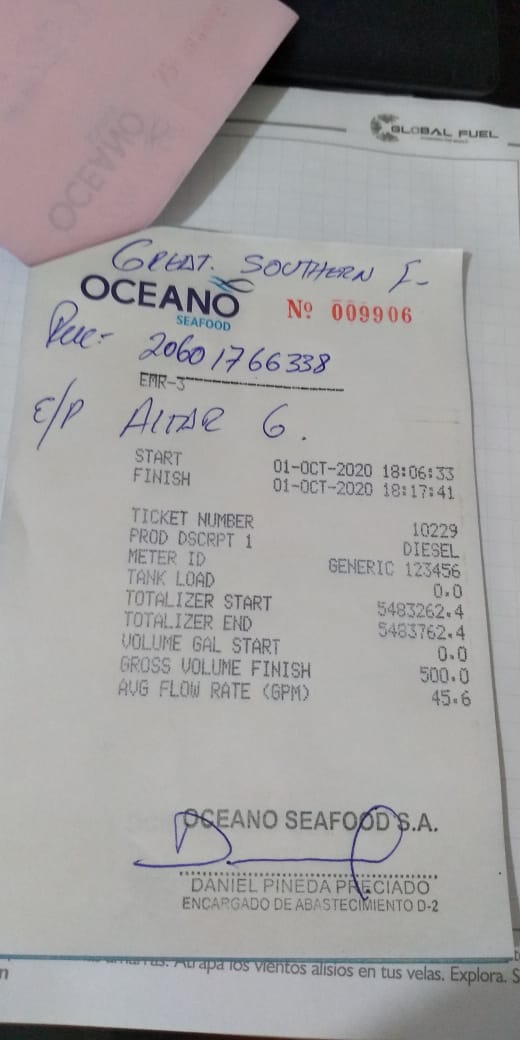 OCEANO
GLOBAL FUEL
GREAT. SOUTHERN I-
OCEANO
SEAFOOD
Nº 009906
Ruc- 20601766338
EMR-3
E/P ALTAR 6.
START 01-OCT-2020 18:06:33
FINISH 01-OCT-2020 18:17:41
TICKET NUMBER 10229
PROD DSCRPT 1 DIESEL
METER ID GENERIC 123456
TANK LOAD 0.0
TOTALIZER START 5483262.4
TOTALIZER END 5483762.4
VOLUME GAL START 0.0
GROSS VOLUME FINISH 500.0
AVG FLOW RATE (GPM) 45.6
OCEANO SEAFOOD S.A.
DANIEL PINEDA PRECIADO
ENCARGADO DE ABASTECIMIENTO D-2
Atrapa los vientos alisios en tus velas. Explora.